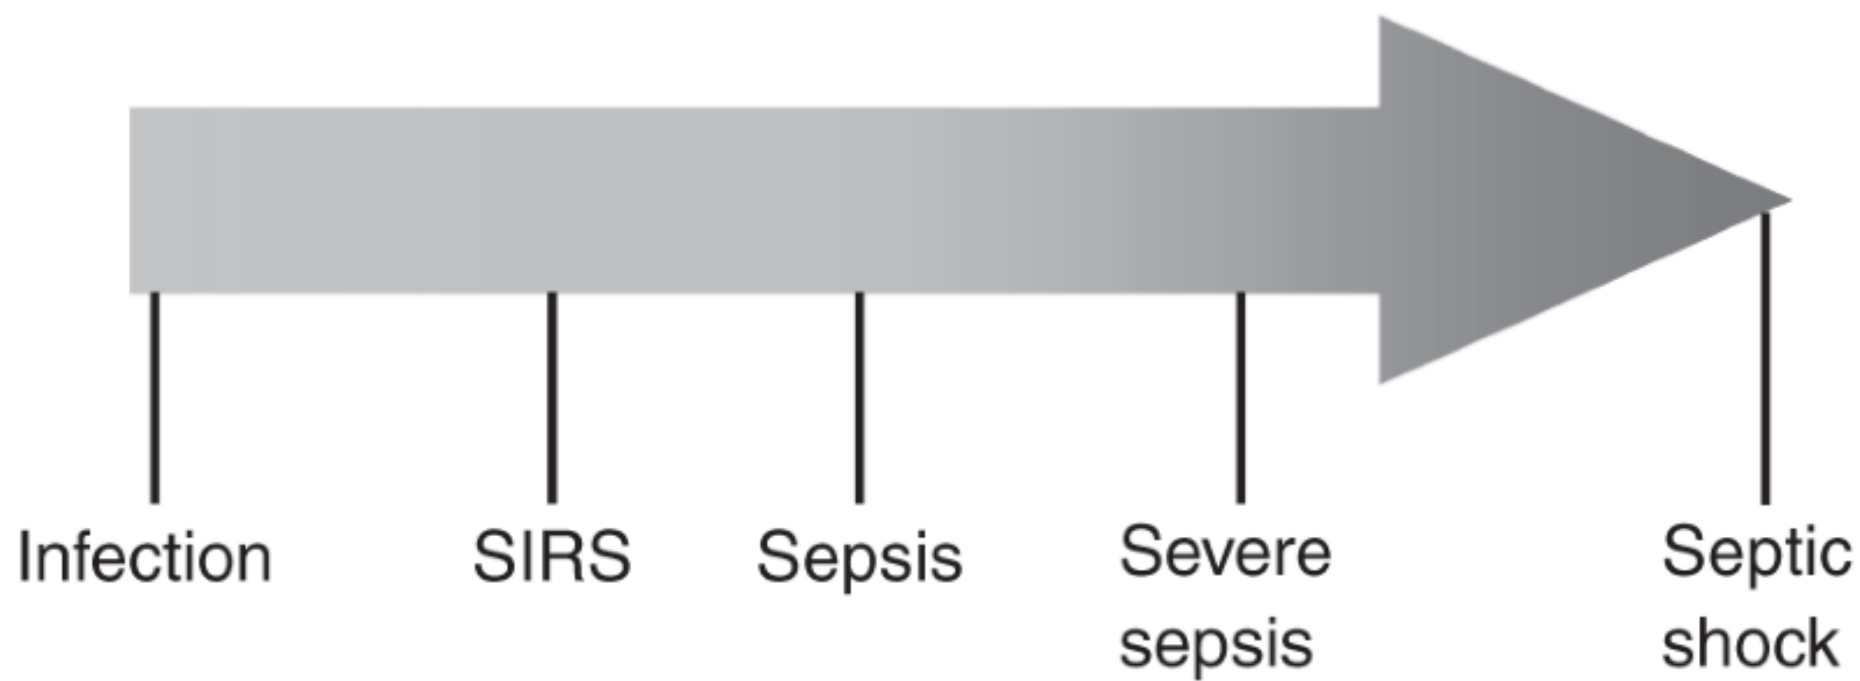 Infection
SIRS
Sepsis
Severe
sepsis
Septic
shock